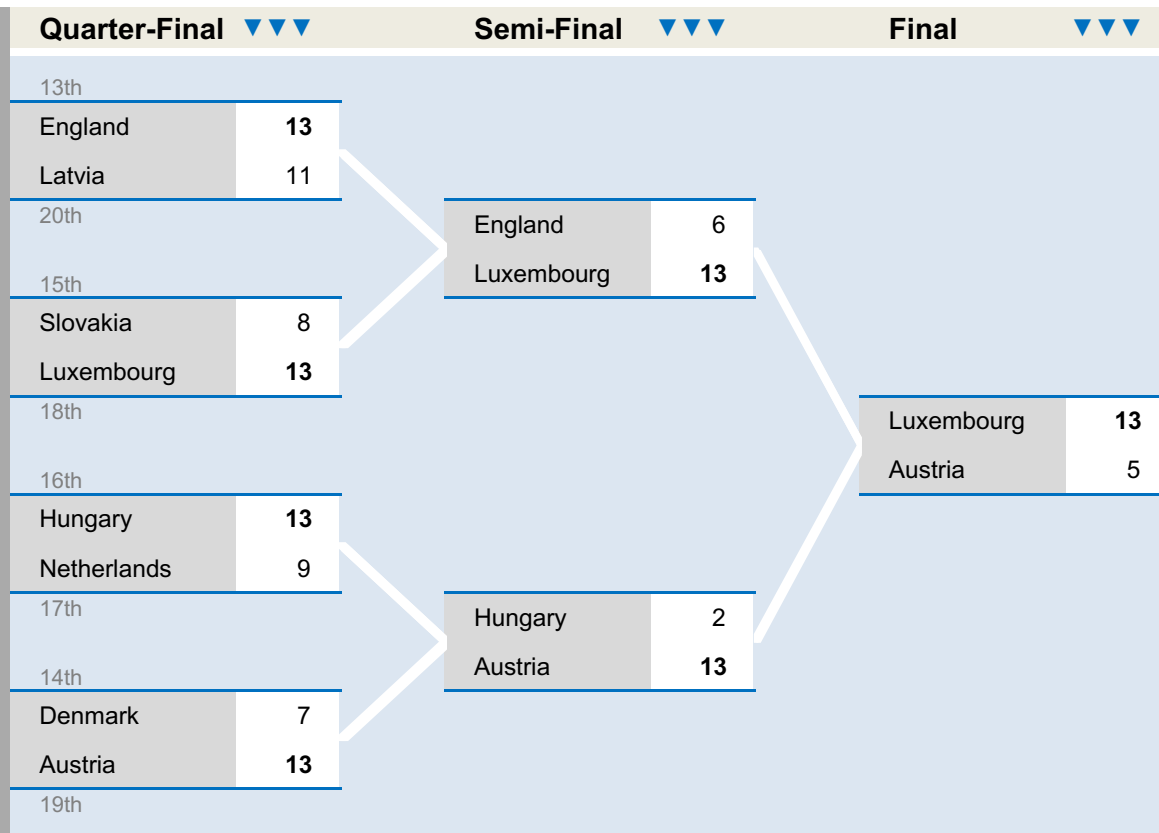 Quarter-Final ▼▼▼ Semi-Final ▼▼▼ Final ▼▼▼
13th
England 13
Latvia 11
20th
15th
Slovakia 8
Luxembourg 13
18th
16th
Hungary 13
Netherlands 9
17th
14th
Denmark 7
Austria 13
19th
England 6
Luxembourg 13
Hungary 2
Austria 13
Luxembourg 13
Austria 5